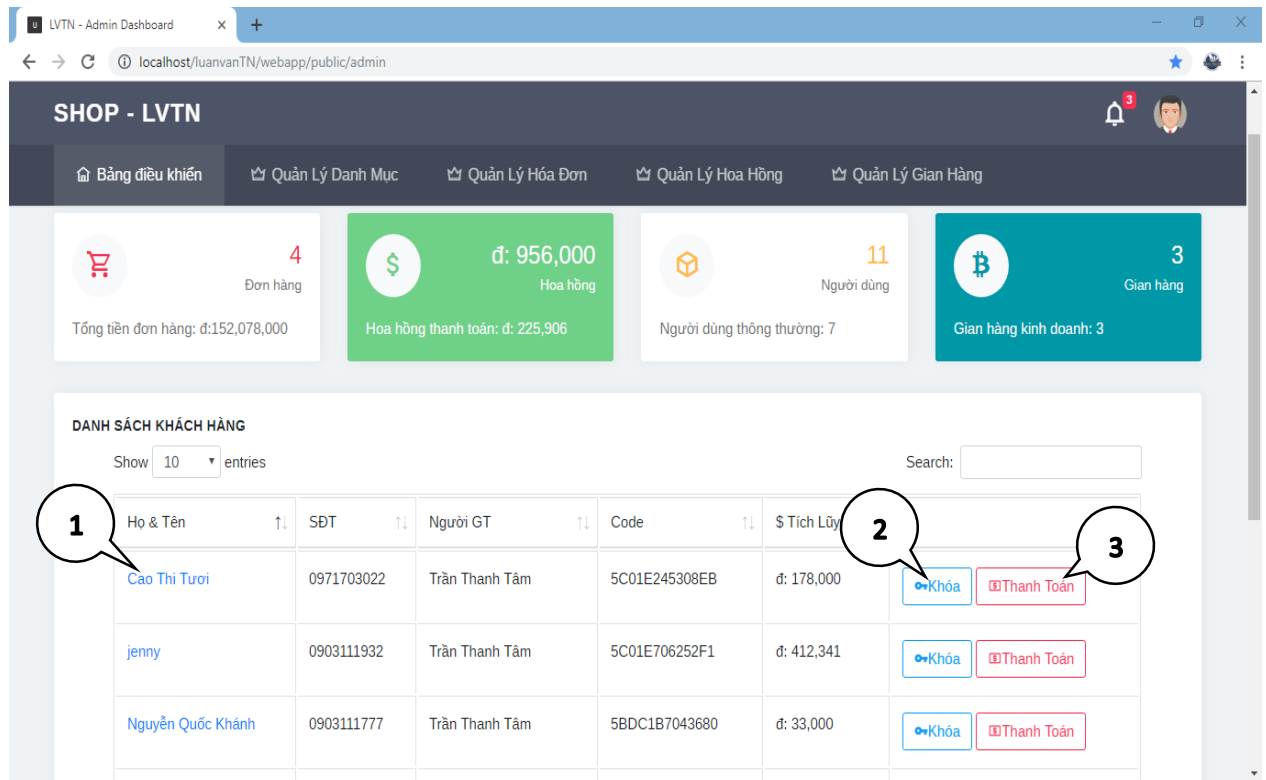 LVTN - Admin Dashboard
localhost/luanvanTN/webapp/public/admin
SHOP - LVTN
3
Bảng điều khiển Quản Lý Danh Mục Quản Lý Hóa Đơn Quản Lý Hoa Hồng Quản Lý Gian Hàng
4 đ: 956,000 11 3
Đơn hàng Hoa hồng Người dùng Gian hàng
Tổng tiền đơn hàng: đ:152,078,000 Hoa hồng thanh toán: đ: 225,906 Người dùng thông thường: 7 Gian hàng kinh doanh: 3
DANH SÁCH KHÁCH HÀNG
Show 10 entries Search:
1 2 3
Họ & Tên SĐT Người GT Code $ Tích Lũy
Cao Thi Tươi 0971703022 Trần Thanh Tâm 5C01E245308EB đ: 178,000 Khóa Thanh Toán
jenny 0903111932 Trần Thanh Tâm 5C01E706252F1 đ: 412,341 Khóa Thanh Toán
Nguyễn Quốc Khánh 0903111777 Trần Thanh Tâm 5BDC1B7043680 đ: 33,000 Khóa Thanh Toán